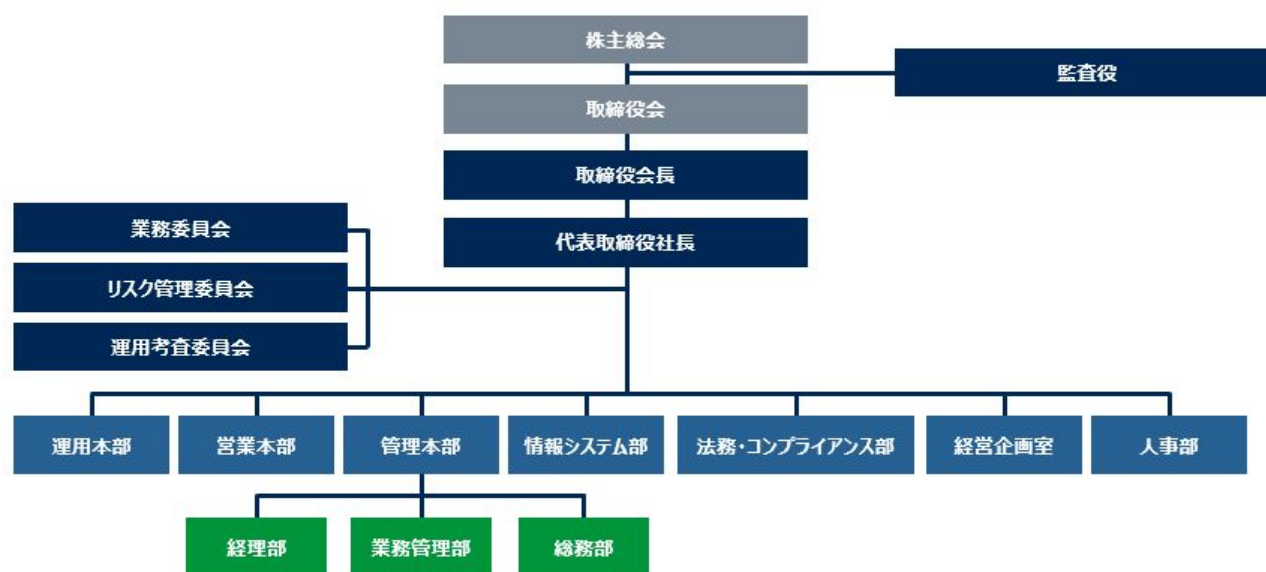 株主総会
監査役
取締役会
取締役会長
代表取締役社長
業務委員会
リスク管理委員会
運用考査委員会
運用本部
営業本部
管理本部
情報システム部
法務・コンプライアンス部
経営企画室
人事部
経理部
業務管理部
総務部